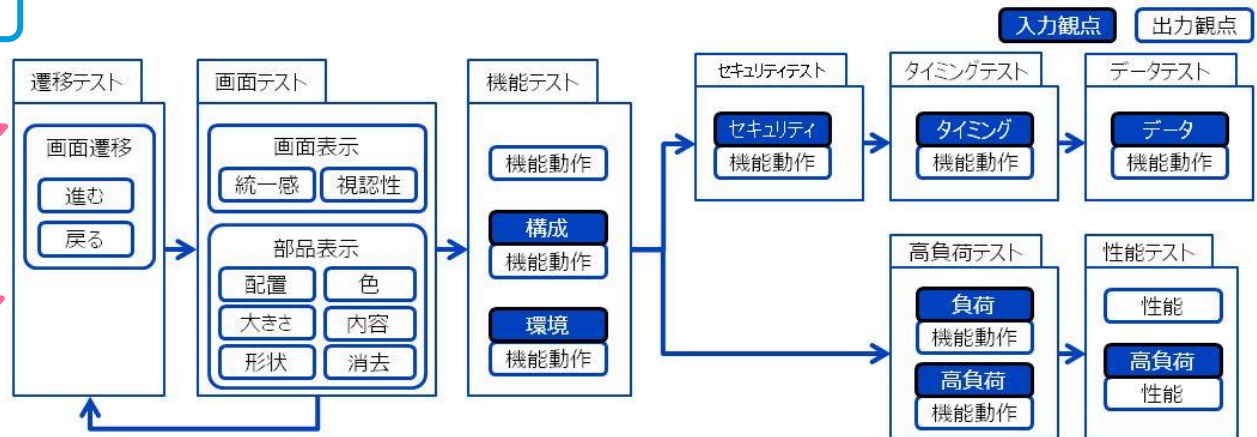 入力観点
出力観点
遷移テスト
画面遷移
進む
戻る
画面テスト
画面表示
統一感
視認性
部品表示
配置
色
大きさ
内容
形状
消去
機能テスト
機能動作
構成
機能動作
環境
機能動作
セキュリティテスト
セキュリティ
機能動作
タイミングテスト
タイミング
機能動作
データテスト
データ
機能動作
高負荷テスト
負荷
機能動作
高負荷
機能動作
性能テスト
性能
高負荷
性能